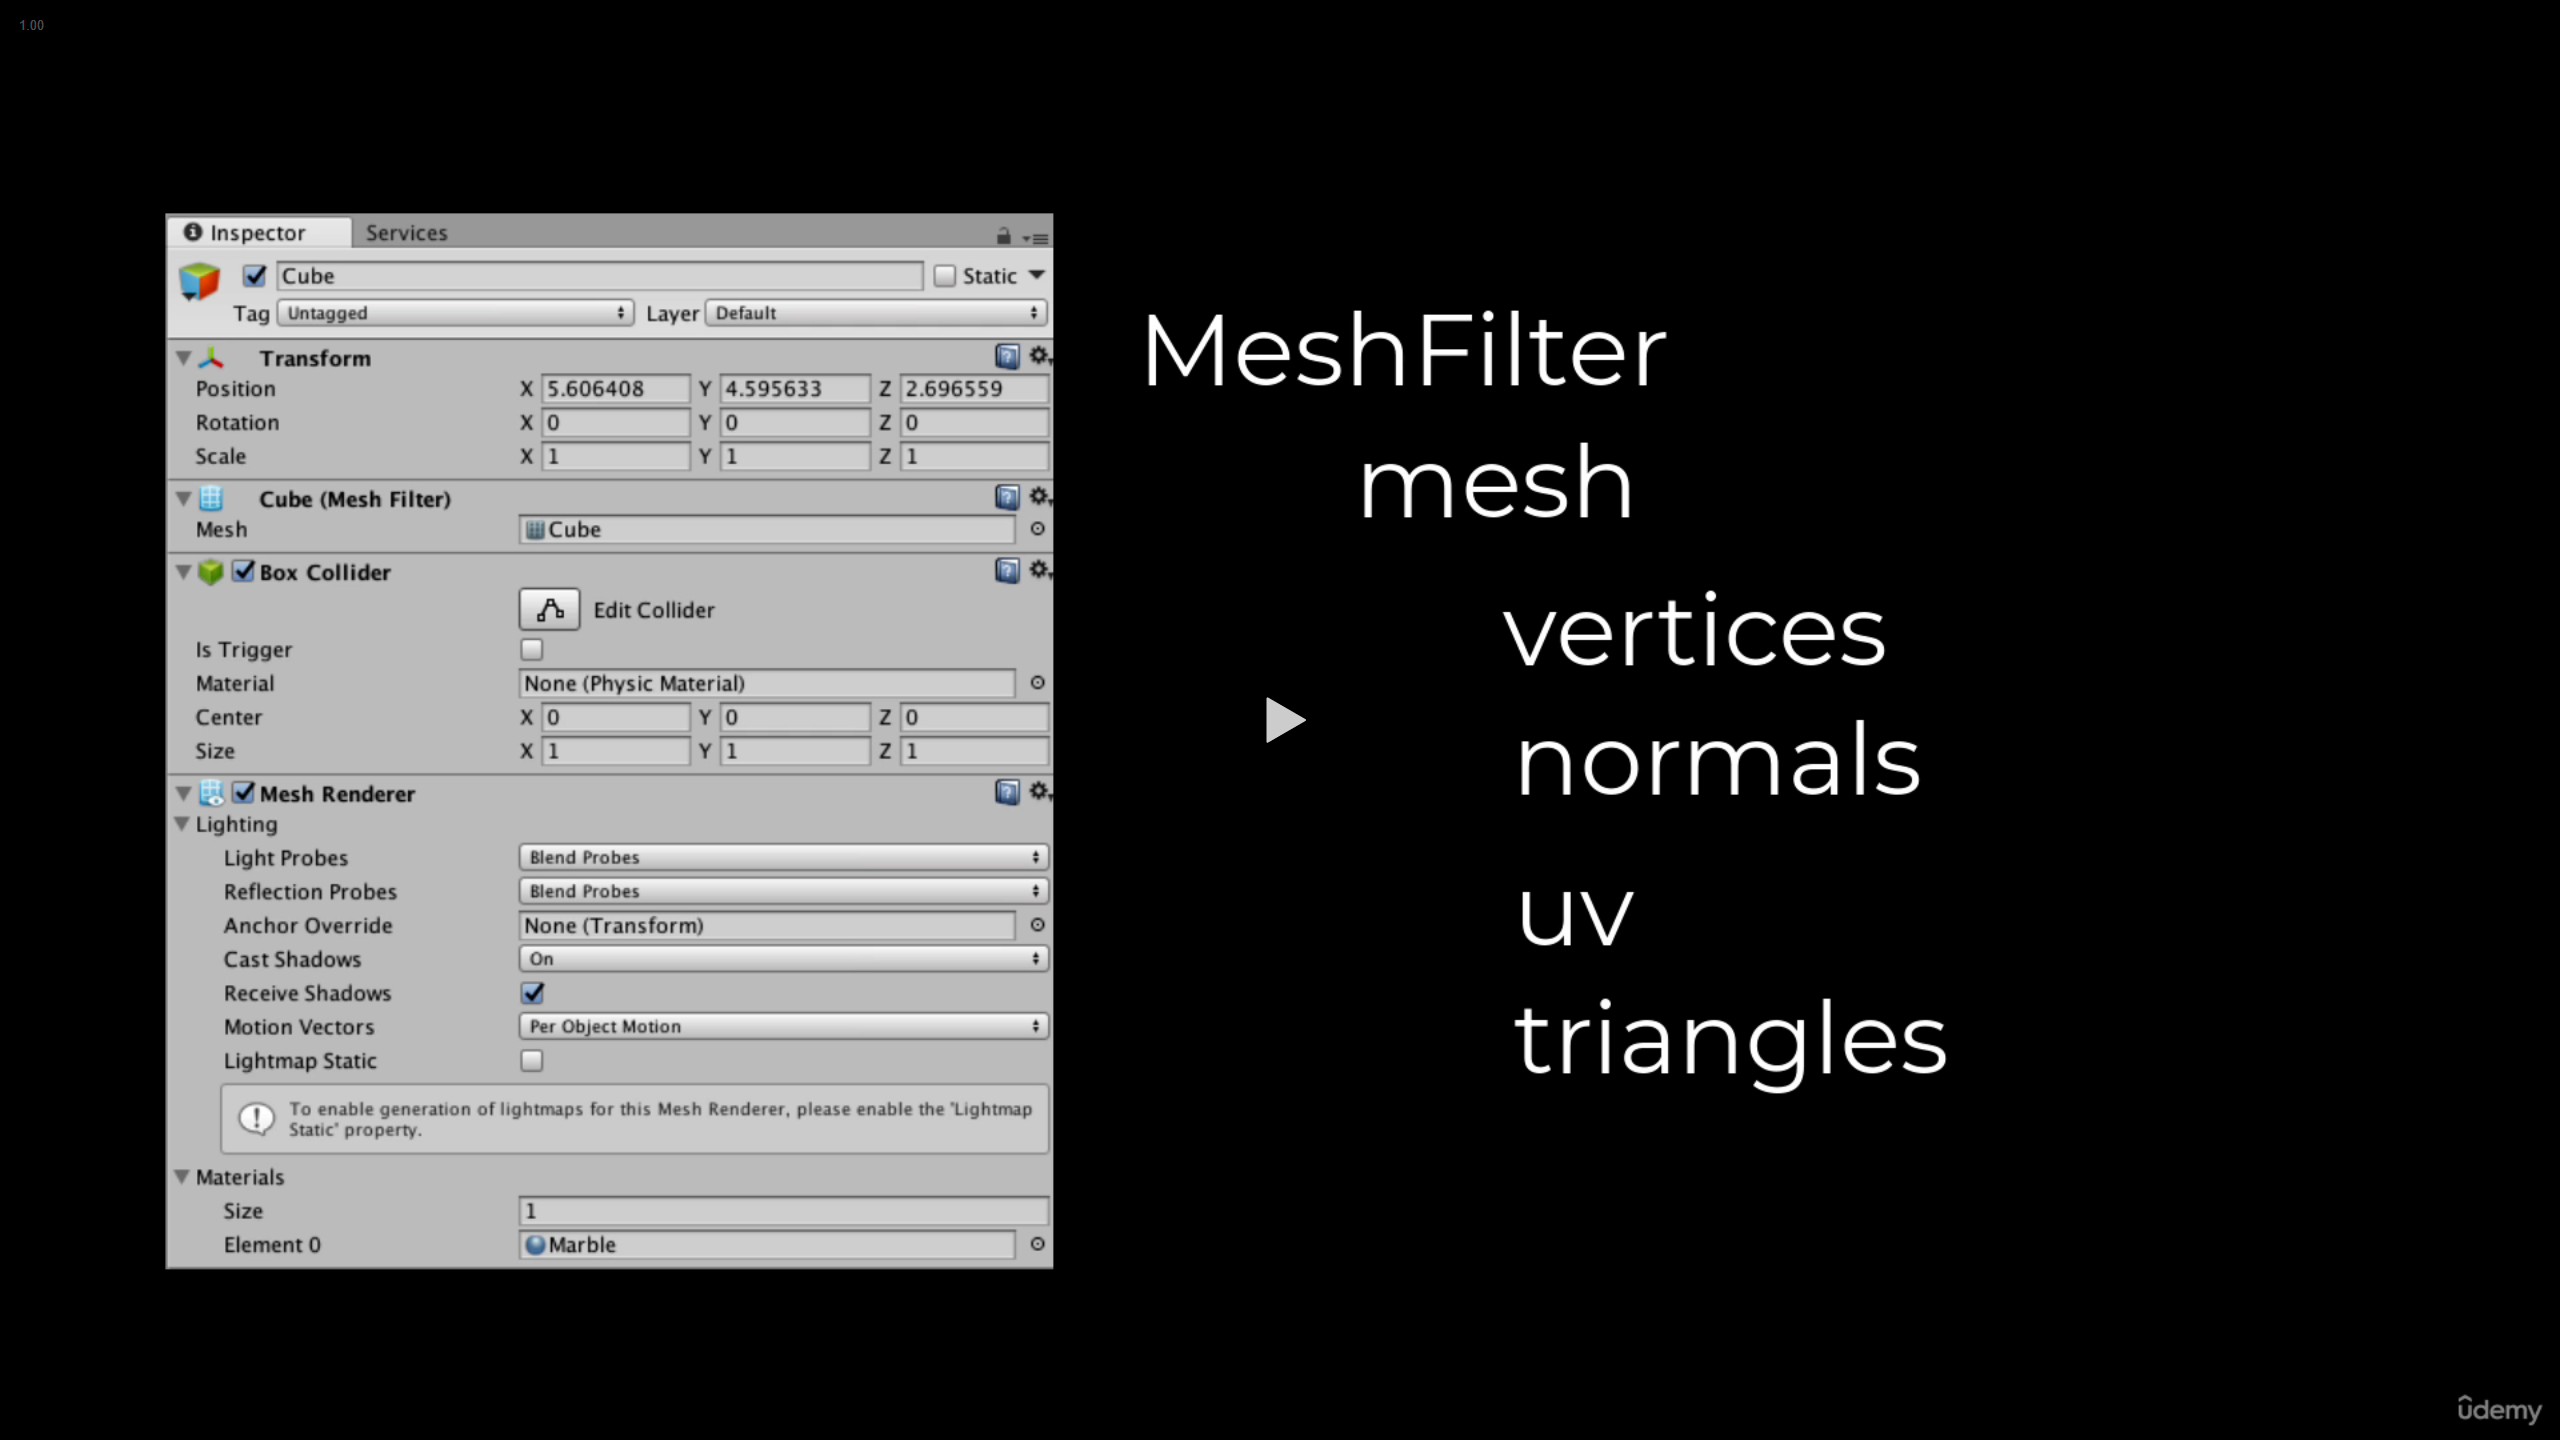 1.00
Inspector Services
Cube Static
Tag Untagged Layer Default
Transform
Position X 5.606408 Y 4.595633 Z 2.696559
Rotation X 0 Y 0 Z 0
Scale X 1 Y 1 Z 1
Cube (Mesh Filter)
Mesh Cube
Box Collider
Edit Collider
Is Trigger
Material None (Physic Material)
Center X 0 Y 0 Z 0
Size X 1 Y 1 Z 1
Mesh Renderer
Lighting
Light Probes Blend Probes
Reflection Probes Blend Probes
Anchor Override None (Transform)
Cast Shadows On
Receive Shadows
Motion Vectors Per Object Motion
Lightmap Static
To enable generation of lightmaps for this Mesh Renderer, please enable the 'Lightmap
Static' property.
Materials
Size 1
Element 0 Marble
MeshFilter
mesh
vertices
normals
uv
triangles
ûdemy